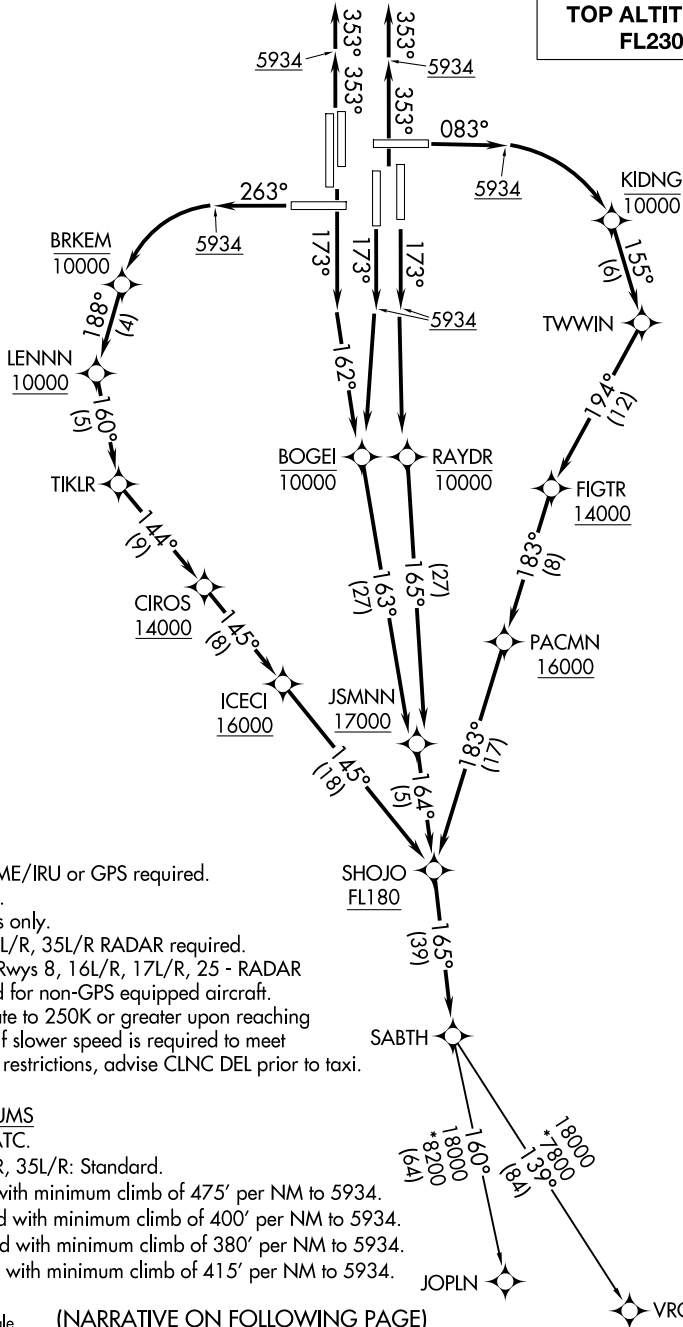 TOP ALTIT
FL230
353°
353°
5934
5934
353°
353°
083°
5934
KIDNG
10000
263°
5934
BRKEM
10000
155°
(6)
173°
173°
173°
5934
188°
(4)
TWWIN
LENNN
10000
162°
194°
(12)
160°
(5)
BOGEI
10000
RAYDR
10000
TIKLR
FIGTR
14000
144°
(9)
183°
(8)
163°
(27)
165°
(27)
CIROS
14000
145°
(8)
PACMN
16000
ICECI
16000
JSMNN
17000
183°
(17)
145°
(18)
164°
(5)
ME/IRU or GPS required.
s only.
L/R, 35L/R RADAR required.
Rwys 8, 16L/R, 17L/R, 25 - RADAR
d for non-GPS equipped aircraft.
ate to 250K or greater upon reaching
f slower speed is required to meet
restrictions, advise CLNC DEL prior to taxi.
SHOJO
FL180
165°
(39)
SABTH
UMS
ATC.
R, 35L/R: Standard.
with minimum climb of 475' per NM to 5934.
d with minimum climb of 400' per NM to 5934.
d with minimum climb of 380' per NM to 5934.
with minimum climb of 415' per NM to 5934.
18000
*8200
160°
(64)
18000
*7800
139°
(84)
JOPLN
VRC
(NARRATIVE ON FOLLOWING PAGE)